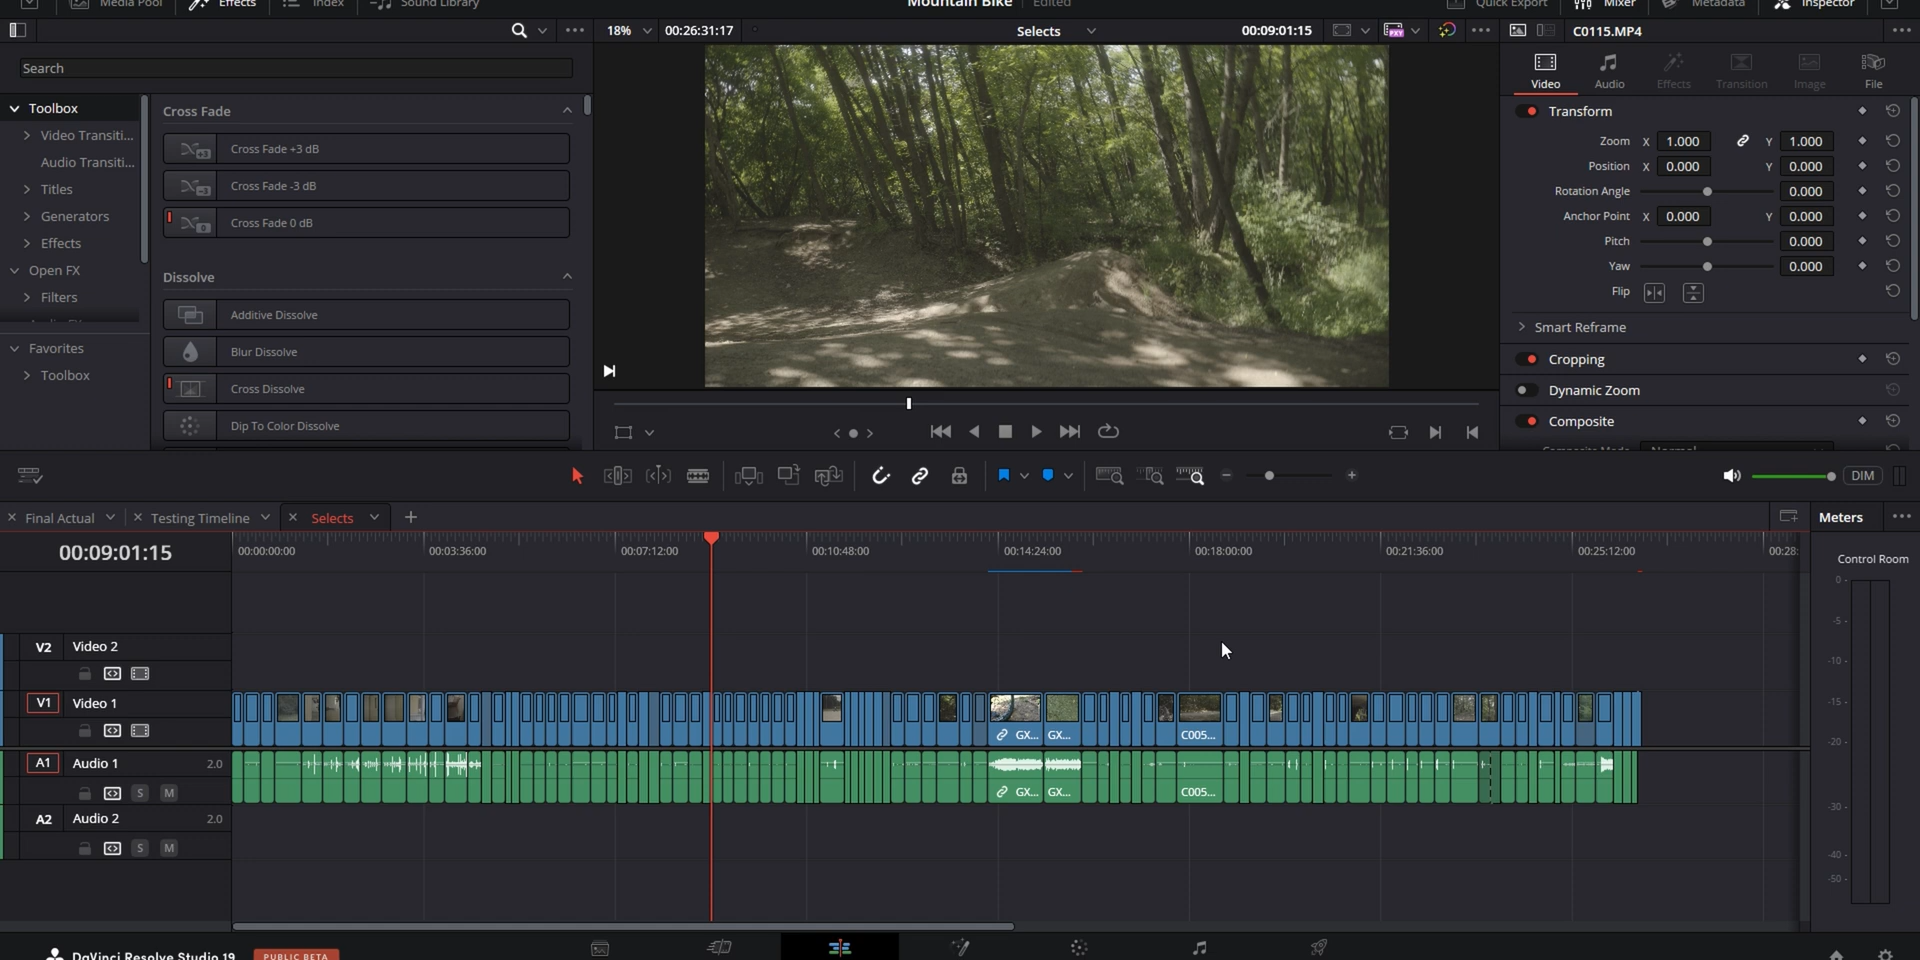 Media Pool
Effects
Index
Sound Library
Mountain Bike
Edited
Quick Export
Mixer
Metadata
Inspector
18%
00:26:31:17
Selects
00:09:01:15
PXY
C0115.MP4
Search
Video
Audio
Effects
Transition
Image
File
Toolbox
Video Transiti...
Audio Transiti...
Titles
Generators
Effects
Open FX
Filters
Favorites
Toolbox
Cross Fade
+3
Cross Fade +3 dB
-3
Cross Fade -3 dB
0
Cross Fade 0 dB
Dissolve
Additive Dissolve
Blur Dissolve
Cross Dissolve
Dip To Color Dissolve
Transform
Zoom X 1.000 Y 1.000
Position X 0.000 Y 0.000
Rotation Angle 0.000
Anchor Point X 0.000 Y 0.000
Pitch 0.000
Yaw 0.000
Flip
Smart Reframe
Cropping
Dynamic Zoom
Composite
DIM
Final Actual
Testing Timeline
Selects
Meters
00:09:01:15
00:00:00:00
00:03:36:00
00:07:12:00
00:10:48:00
00:14:24:00
00:18:00:00
00:21:36:00
00:25:12:00
00:28:
Control Room
0
-5
-10
-15
-20
-30
-40
-50
V2 Video 2
V1 Video 1
GX...
GX...
C005...
A1 Audio 1 2.0
S M
GX...
GX...
C005...
A2 Audio 2 2.0
S M
DaVinci Resolve Studio 19
PUBLIC BETA